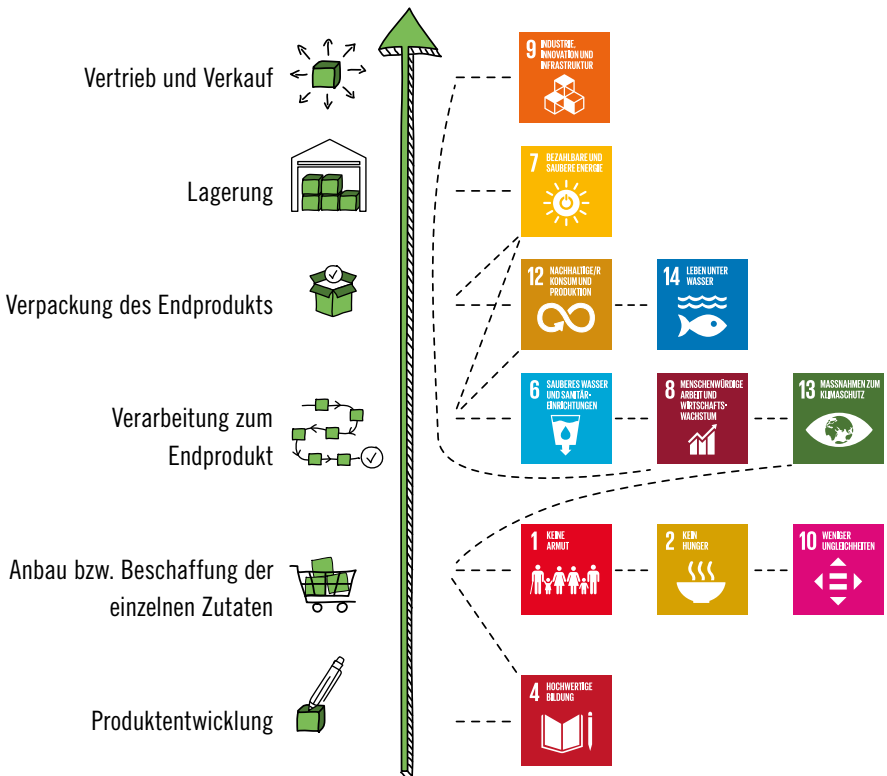 Vertrieb und Verkauf
9 INDUSTRIE,
INNOVATION UND
INFRASTRUKTUR
Lagerung
7 BEZAHLBARE UND
SAUBERE ENERGIE
Verpackung des Endprodukts
12 NACHHALTIGE/R
KONSUM UND
PRODUKTION
14 LEBEN UNTER
WASSER
Verarbeitung zum
Endprodukt
6 SAUBERES WASSER
UND SANITÄR-
EINRICHTUNGEN
8 MENSCHENWÜRDIGE
ARBEIT UND
WIRTSCHAFTS-
WACHSTUM
13 MASSNAHMEN ZUM
KLIMASCHUTZ
Anbau bzw. Beschaffung der
einzelnen Zutaten
1 KEINE
ARMUT
2 KEIN
HUNGER
10 WENIGER
UNGLEICHHEITEN
Produktentwicklung
4 HOCHWERTIGE
BILDUNG